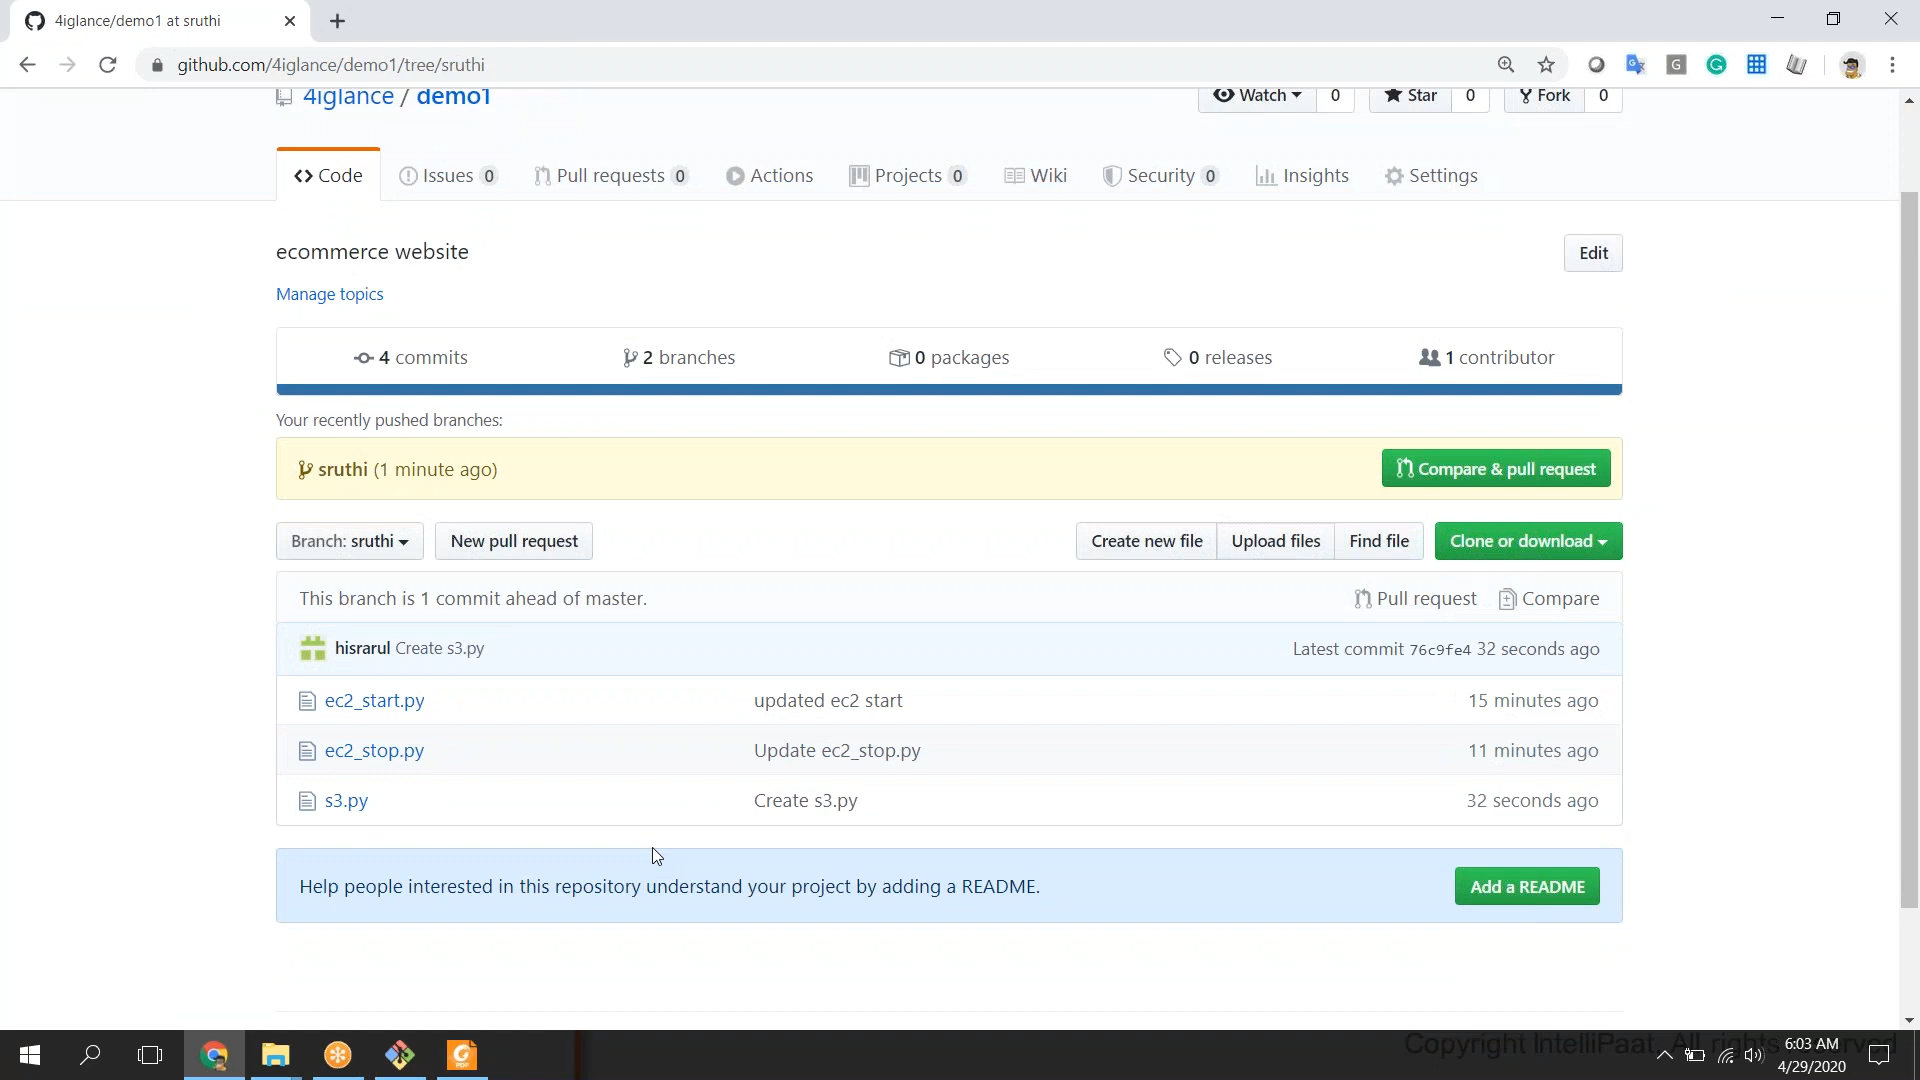 4iglance/demo1 at sruthi
github.com/4iglance/demo1/tree/sruthi
4iglance / demo1
Watch 0 Star 0 Fork 0
Code Issues 0 Pull requests 0 Actions Projects 0 Wiki Security 0 Insights Settings
ecommerce website
Edit
Manage topics
4 commits 2 branches 0 packages 0 releases 1 contributor
Your recently pushed branches:
sruthi (1 minute ago) Compare & pull request
Branch: sruthi New pull request Create new file Upload files Find file Clone or download
This branch is 1 commit ahead of master. Pull request Compare
hisrarul Create s3.py Latest commit 76c9fe4 32 seconds ago
ec2_start.py updated ec2 start 15 minutes ago
ec2_stop.py Update ec2_stop.py 11 minutes ago
s3.py Create s3.py 32 seconds ago
Help people interested in this repository understand your project by adding a README. Add a README
Copyright IntelliPaat, All rights reserved
6:03 AM
4/29/2020